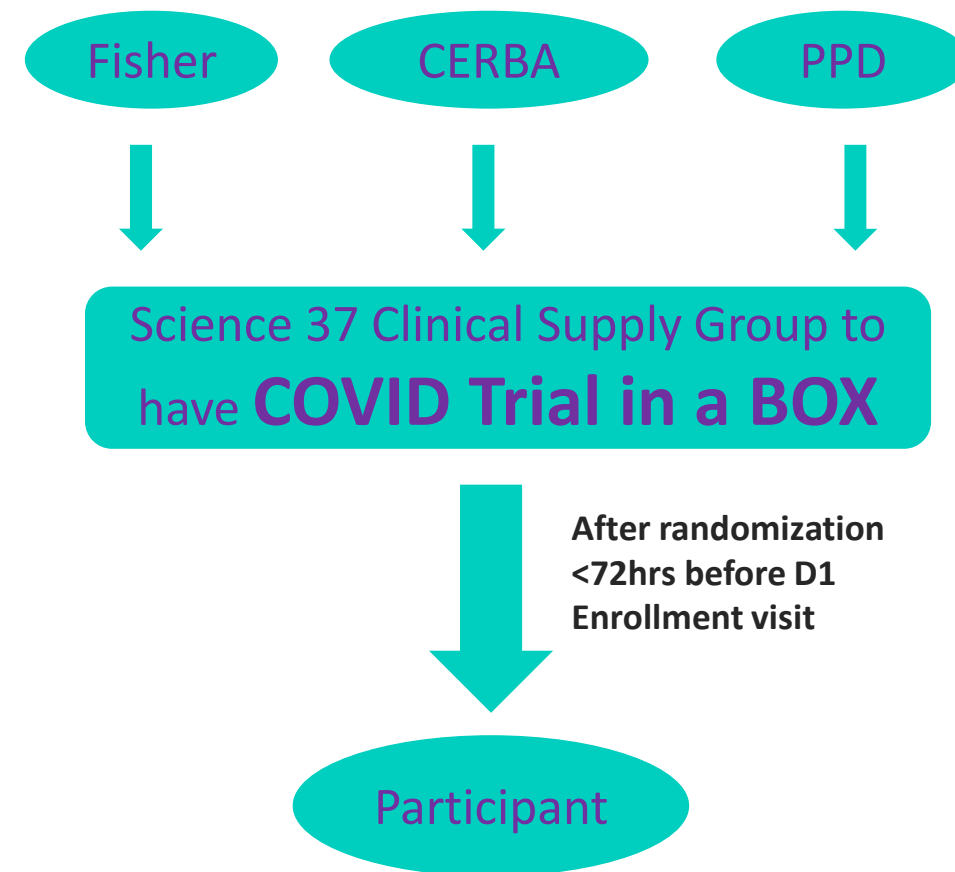 Fisher
CERBA
PPD
Science 37 Clinical Supply Group to
have COVID Trial in a BOX
After randomization
<72hrs before D1
Enrollment visit
Participant